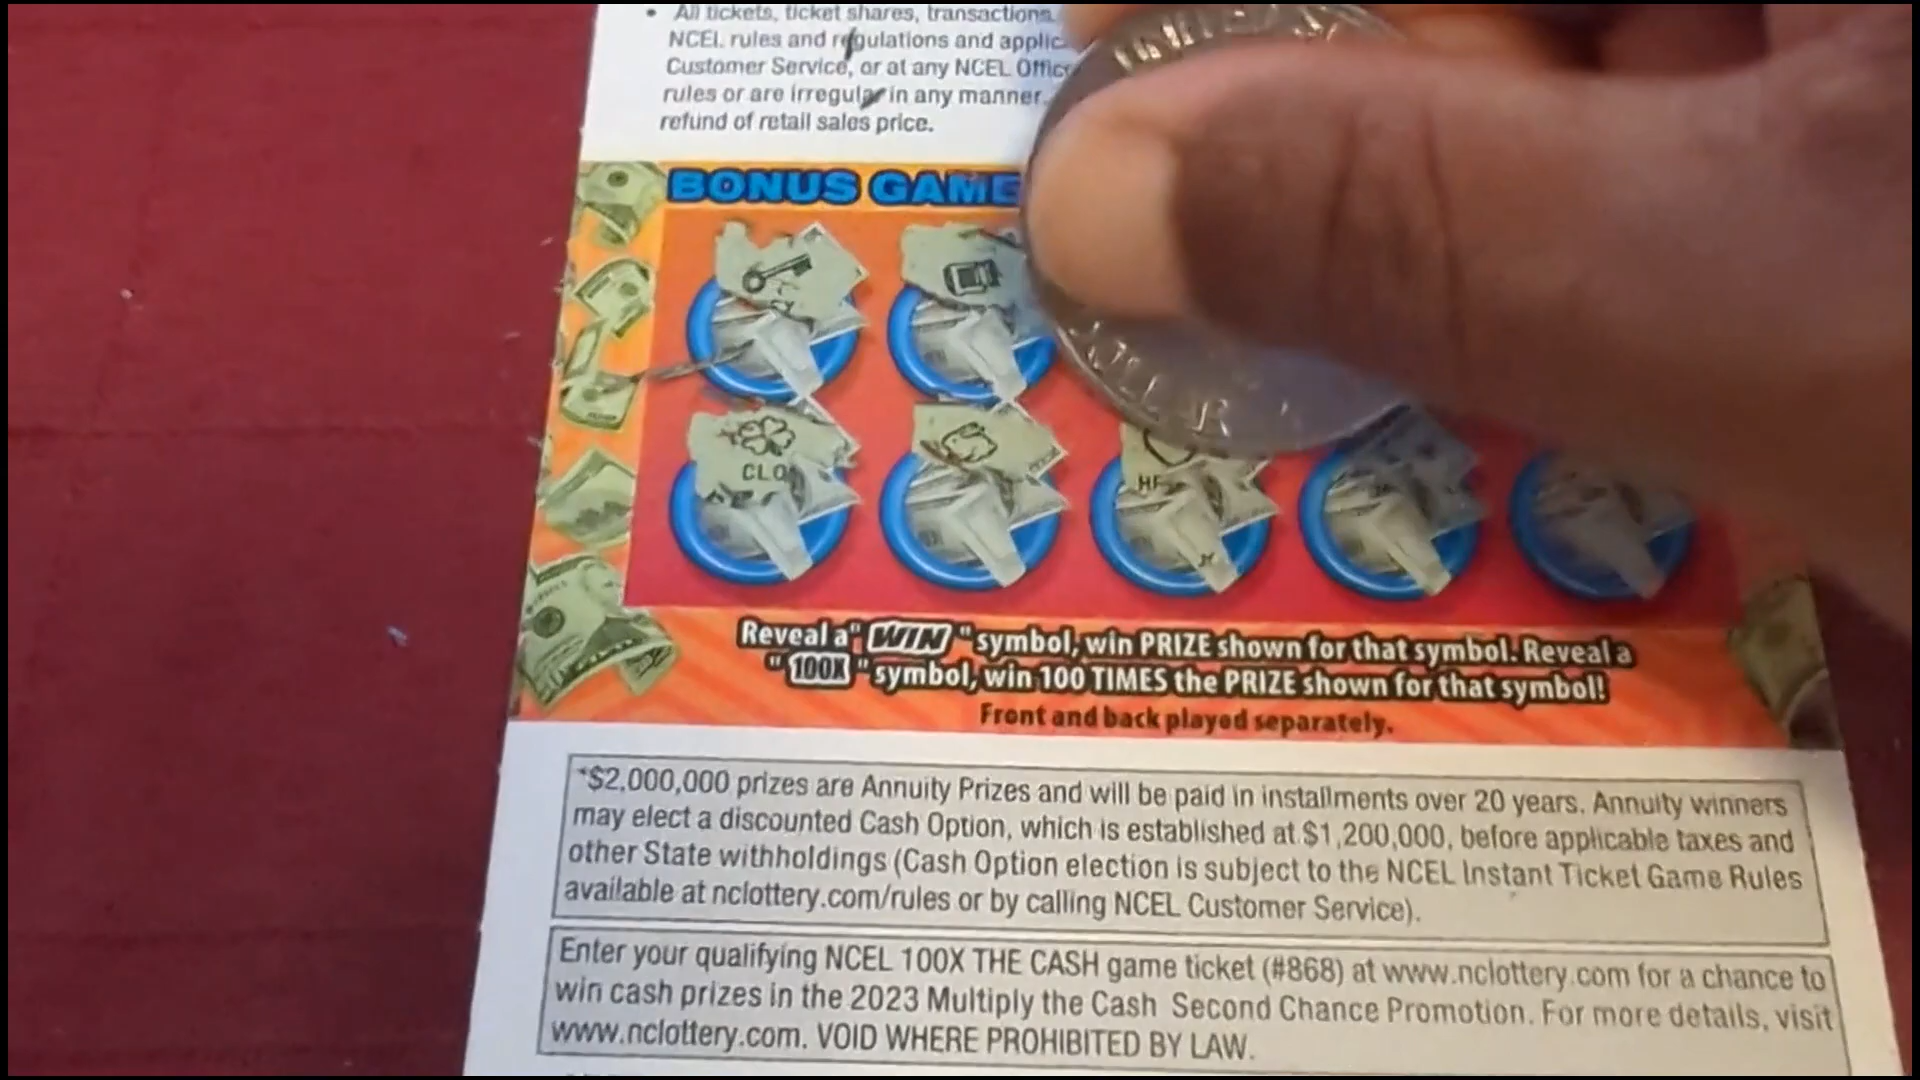 • All tickets, ticket shares, transactions
NCEL rules and regulations and applic
Customer Service, or at any NCEL Offic
rules or are irregular in any manner.
refund of retail sales price.
BONUS GAME
CLO
Reveal a "WIN" symbol, win PRIZE shown for that symbol. Reveal a
"100X" symbol, win 100 TIMES the PRIZE shown for that symbol!
Front and back played separately.
*$2,000,000 prizes are Annuity Prizes and will be paid in installments over 20 years. Annuity winners
may elect a discounted Cash Option, which is established at $1,200,000, before applicable taxes and
other State withholdings (Cash Option election is subject to the NCEL Instant Ticket Game Rules
available at nclottery.com/rules or by calling NCEL Customer Service).
Enter your qualifying NCEL 100X THE CASH game ticket (#868) at www.nclottery.com for a chance to
win cash prizes in the 2023 Multiply the Cash Second Chance Promotion. For more details, visit
www.nclottery.com. VOID WHERE PROHIBITED BY LAW.